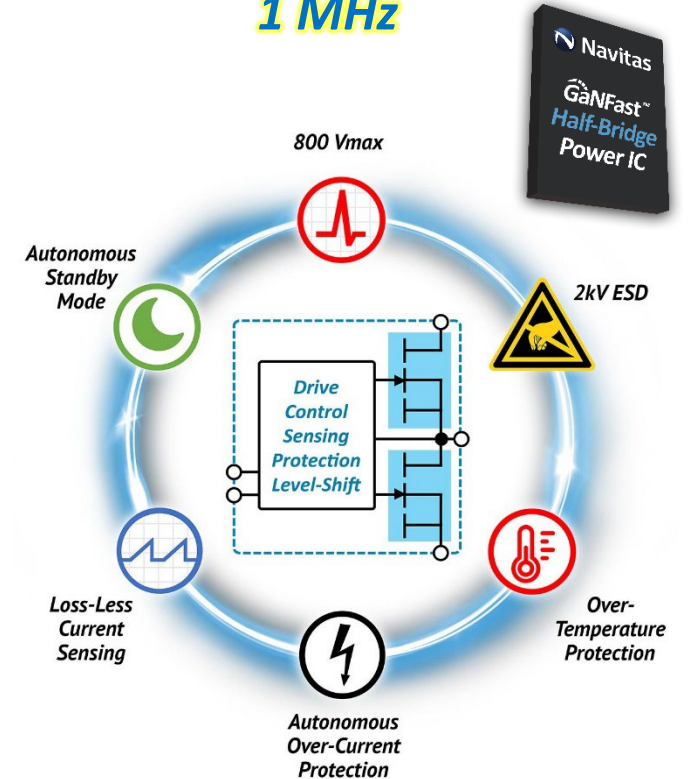 1 MHz
Navitas
GaNFast™
Half-Bridge
Power IC
800 Vmax
Autonomous
Standby
Mode
2kV ESD
Drive
Control
Sensing
Protection
Level-Shift
Loss-Less
Current
Sensing
Over-
Temperature
Protection
Autonomous
Over-Current
Protection